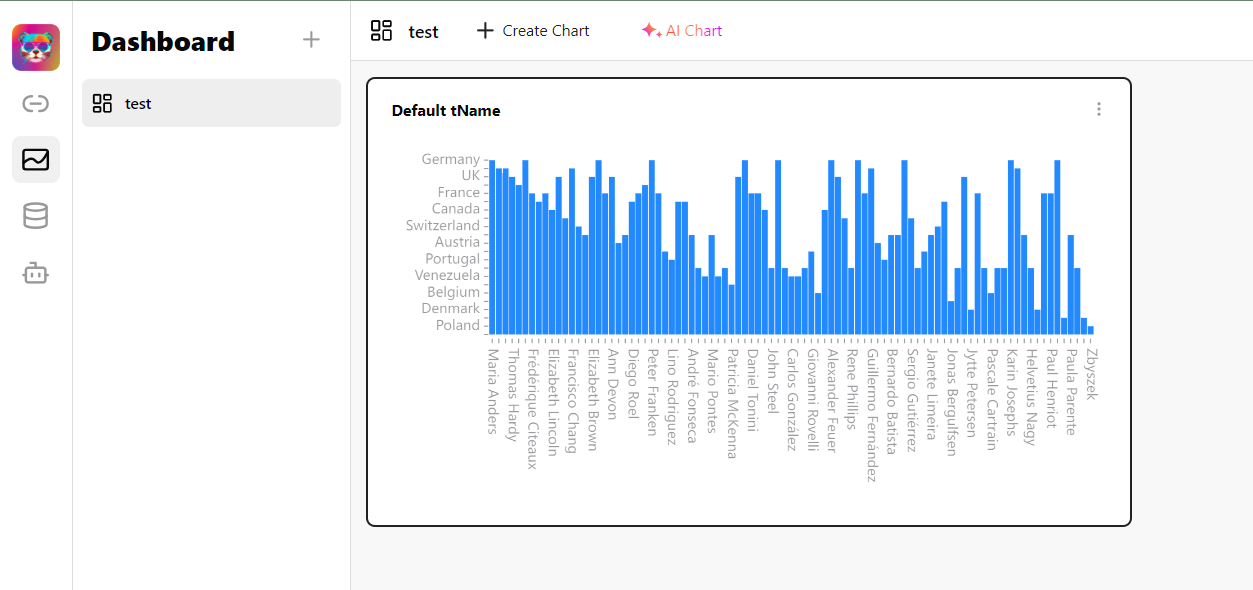 Dashboard
test
test
Create Chart
AI Chart
Default tName
Germany
UK
France
Canada
Switzerland
Austria
Portugal
Venezuela
Belgium
Denmark
Poland
Maria Anders
Thomas Hardy
Frédérique Citeaux
Elizabeth Lincoln
Francisco Chang
Elizabeth Brown
Ann Devon
Diego Roel
Peter Franken
Lino Rodriguez
André Fonseca
Mario Pontes
Patricia McKenna
Daniel Tonini
John Steel
Carlos González
Giovanni Rovelli
Alexander Feuer
Rene Phillips
Guillermo Fernández
Bernardo Batista
Sergio Gutiérrez
Janete Limeira
Jonas Bergulfsen
Jytte Petersen
Pascale Cartrain
Karin Josephs
Helvetius Nagy
Paul Henriot
Paula Parente
Zbyszek